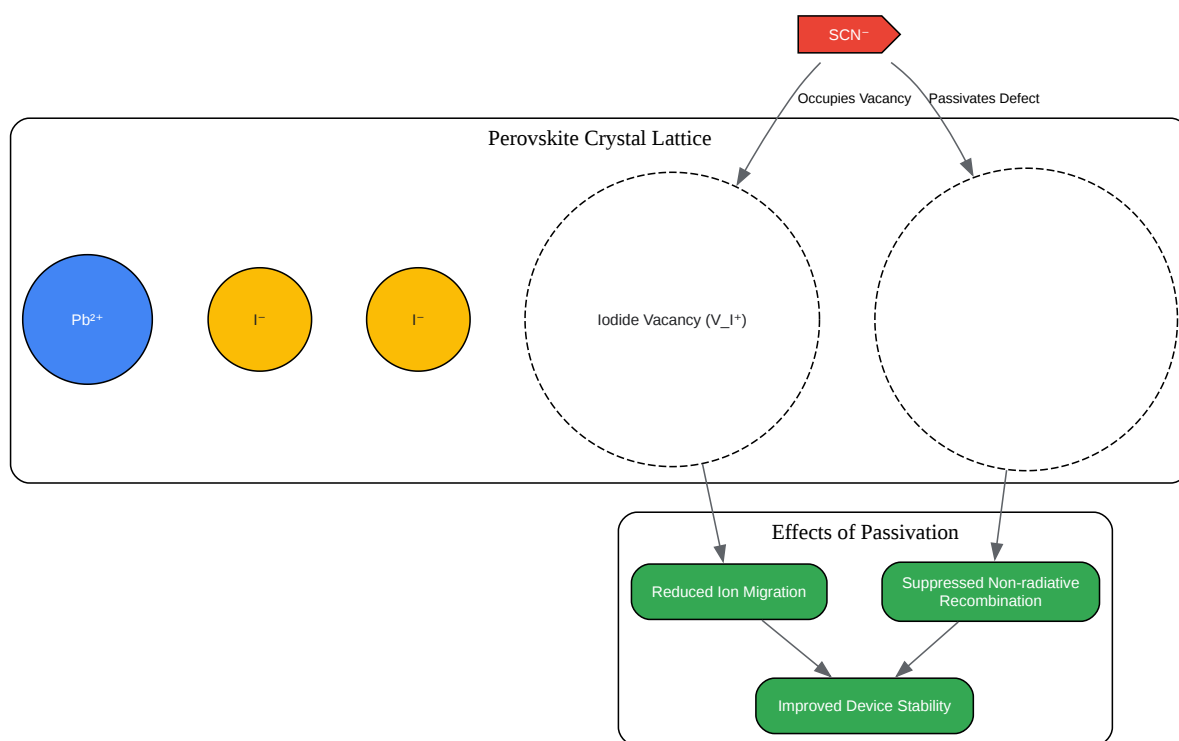 SCN⁻
Occupies Vacancy
Passivates Defect
Perovskite Crystal Lattice
Pb²⁺
I⁻
I⁻
Iodide Vacancy (V_I⁺)
Effects of Passivation
Reduced Ion Migration
Suppressed Non-radiative
Recombination
Improved Device Stability